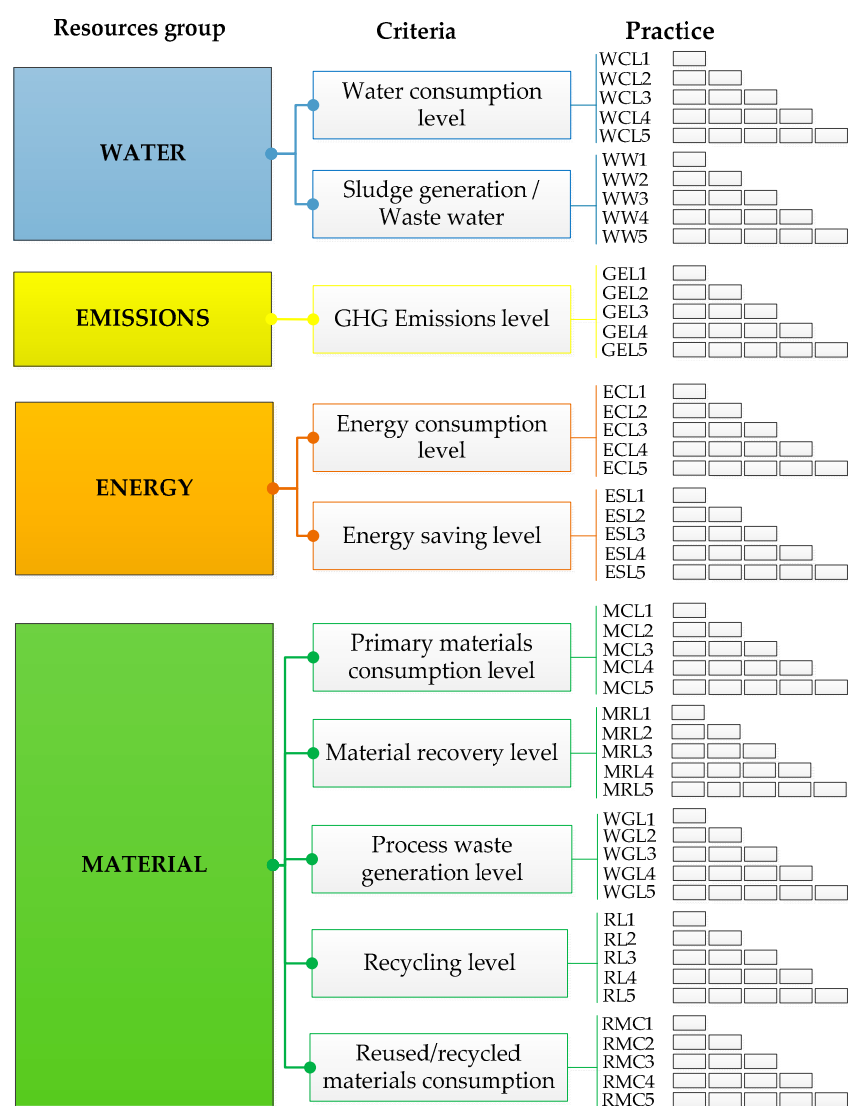 Resources group
Criteria
Practice
WATER
Water consumption
level
WCL1
WCL2
WCL3
WCL4
WCL5
Sludge generation /
Waste water
WW1
WW2
WW3
WW4
WW5
EMISSIONS
GHG Emissions level
GEL1
GEL2
GEL3
GEL4
GEL5
ENERGY
Energy consumption
level
ECL1
ECL2
ECL3
ECL4
ECL5
Energy saving level
ESL1
ESL2
ESL3
ESL4
ESL5
MATERIAL
Primary materials
consumption level
MCL1
MCL2
MCL3
MCL4
MCL5
Material recovery level
MRL1
MRL2
MRL3
MRL4
MRL5
Process waste
generation level
WGL1
WGL2
WGL3
WGL4
WGL5
Recycling level
RL1
RL2
RL3
RL4
RL5
Reused/recycled
materials consumption
RMC1
RMC2
RMC3
RMC4
RMC5